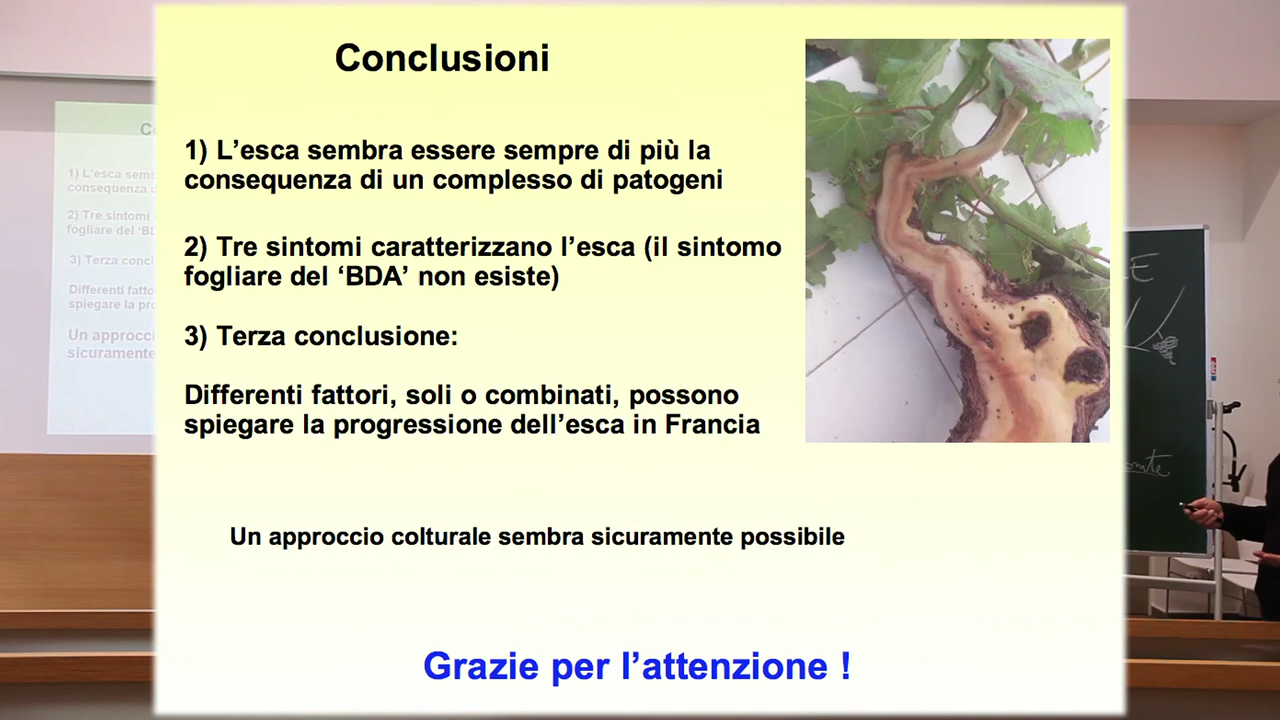 Conclusioni
1) L'esca sembra essere sempre di più la
consequenza di un complesso di patogeni
2) Tre sintomi caratterizzano l'esca (il sintomo
fogliare del 'BDA' non esiste)
3) Terza conclusione:
Differenti fattori, soli o combinati, possono
spiegare la progressione dell'esca in Francia
Un approccio colturale sembra sicuramente possibile
Grazie per l'attenzione !